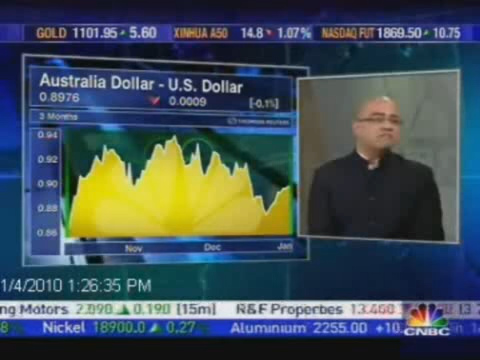 GOLD 1101.95 5.60 XINHUA A50 14.8 1.07% NASDAQ FUT 1869.50 10.75
Australia Dollar - U.S. Dollar
0.8976 0.0009 [-0.1%]
3 Months
THOMSON REUTERS
0.94
0.92
0.90
0.88
0.86
Nov Dec Jan
1/4/2010 1:26:35 PM
ng Motors 2.090 0.190 [15m] R&F Properties 13.460
CNBC
8% Nickel 18900.0 0.27% Aluminium 2255.00